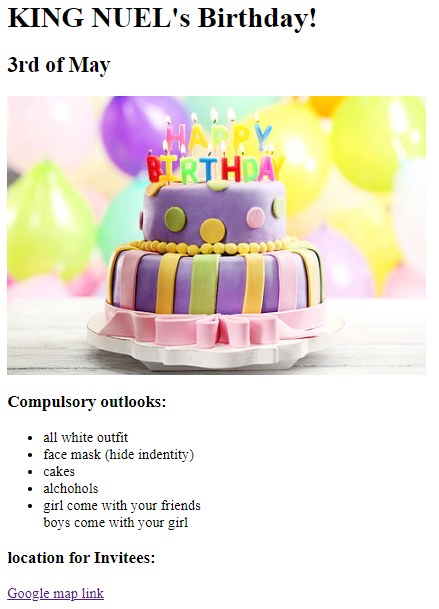 KING NUEL's Birthday!
3rd of May
HAPPY
BIRTHDAY
Compulsory outlooks:
all white outfit
face mask (hide indentity)
cakes
alchohols
girl come with your friends
boys come with your girl
location for Invitees:
Google map link